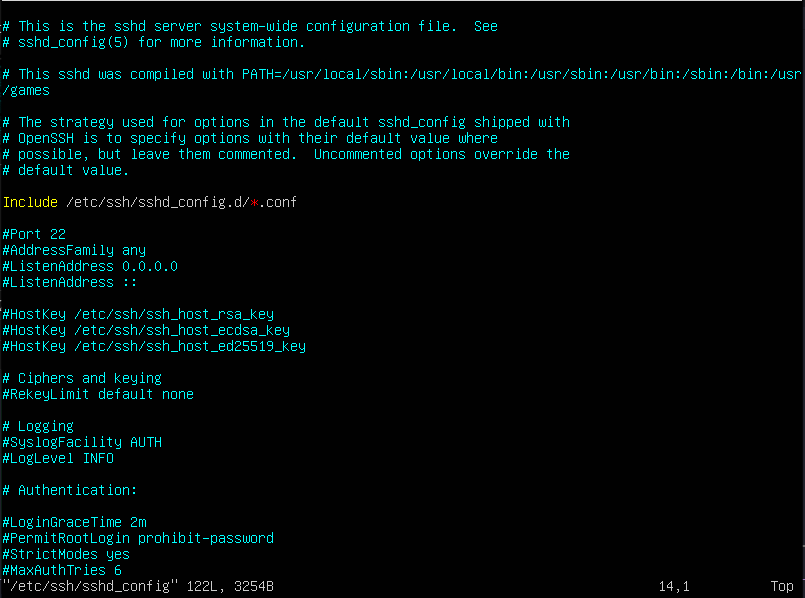 # This is the sshd server system-wide configuration file.  See
# sshd_config(5) for more information.
# This sshd was compiled with PATH=/usr/local/sbin:/usr/local/bin:/usr/sbin:/usr/bin:/sbin:/bin:/usr
/games
# The strategy used for options in the default sshd_config shipped with
# OpenSSH is to specify options with their default value where
# possible, but leave them commented.  Uncommented options override the
# default value.
Include /etc/ssh/sshd_config.d/*.conf
#Port 22
#AddressFamily any
#ListenAddress 0.0.0.0
#ListenAddress ::
#HostKey /etc/ssh/ssh_host_rsa_key
#HostKey /etc/ssh/ssh_host_ecdsa_key
#HostKey /etc/ssh/ssh_host_ed25519_key
# Ciphers and keying
#RekeyLimit default none
# Logging
#SyslogFacility AUTH
#LogLevel INFO
# Authentication:
#LoginGraceTime 2m
#PermitRootLogin prohibit-password
#StrictModes yes
#MaxAuthTries 6
"/etc/ssh/sshd_config" 122L, 3254B 14,1 Top